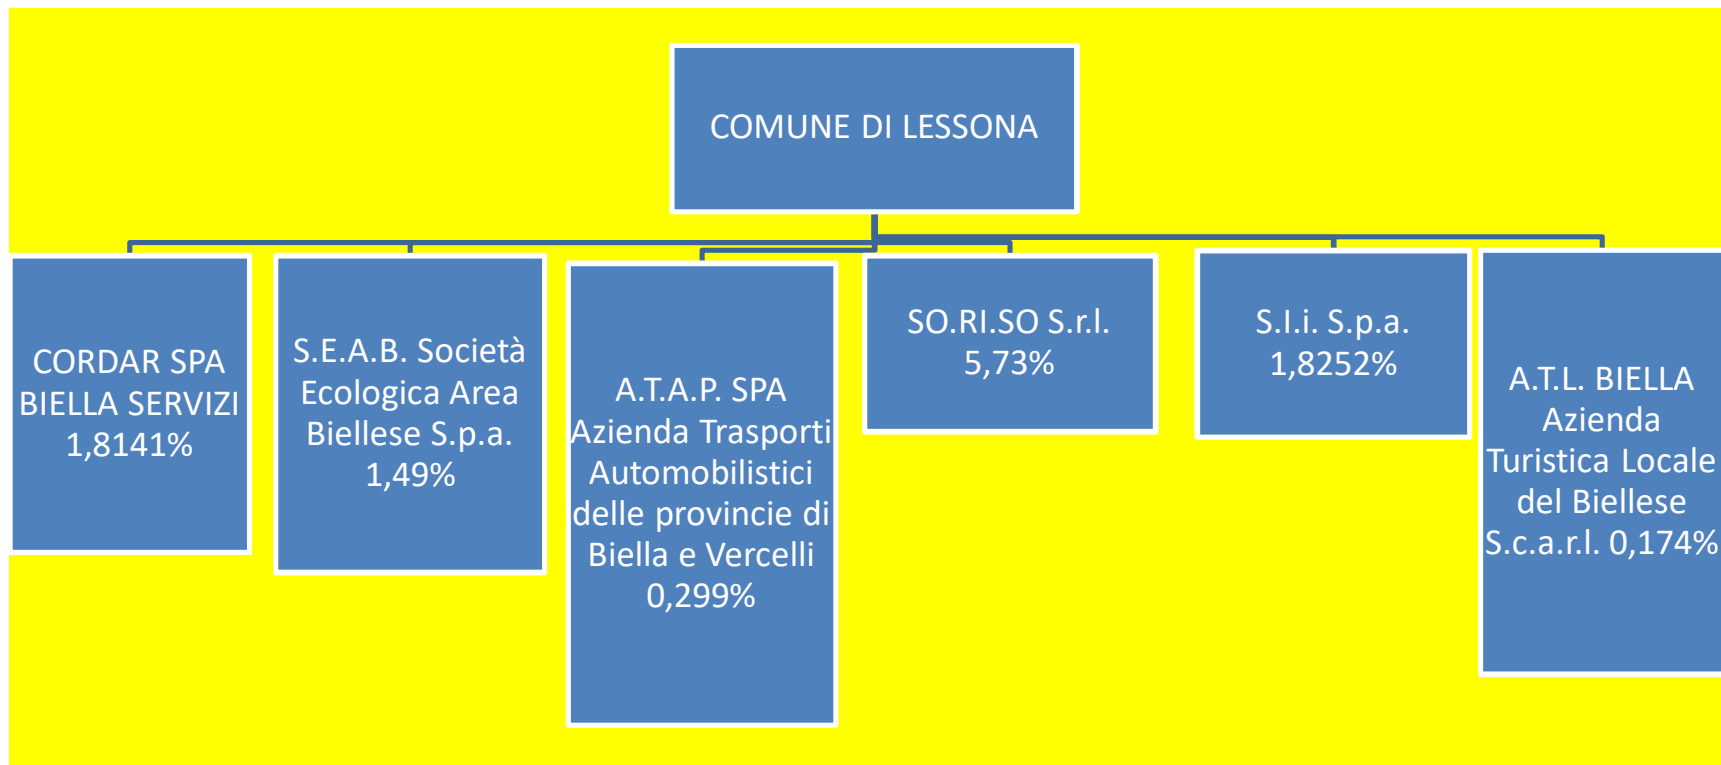 COMUNE DI LESSONA
CORDAR SPA
BIELLA SERVIZI
1,8141%
S.E.A.B. Società
Ecologica Area
Biellese S.p.a.
1,49%
A.T.A.P. SPA
Azienda Trasporti
Automobilistici
delle provincie di
Biella e Vercelli
0,299%
SO.RI.SO S.r.l.
5,73%
S.I.i. S.p.a.
1,8252%
A.T.L. BIELLA
Azienda
Turistica Locale
del Biellese
S.c.a.r.l. 0,174%